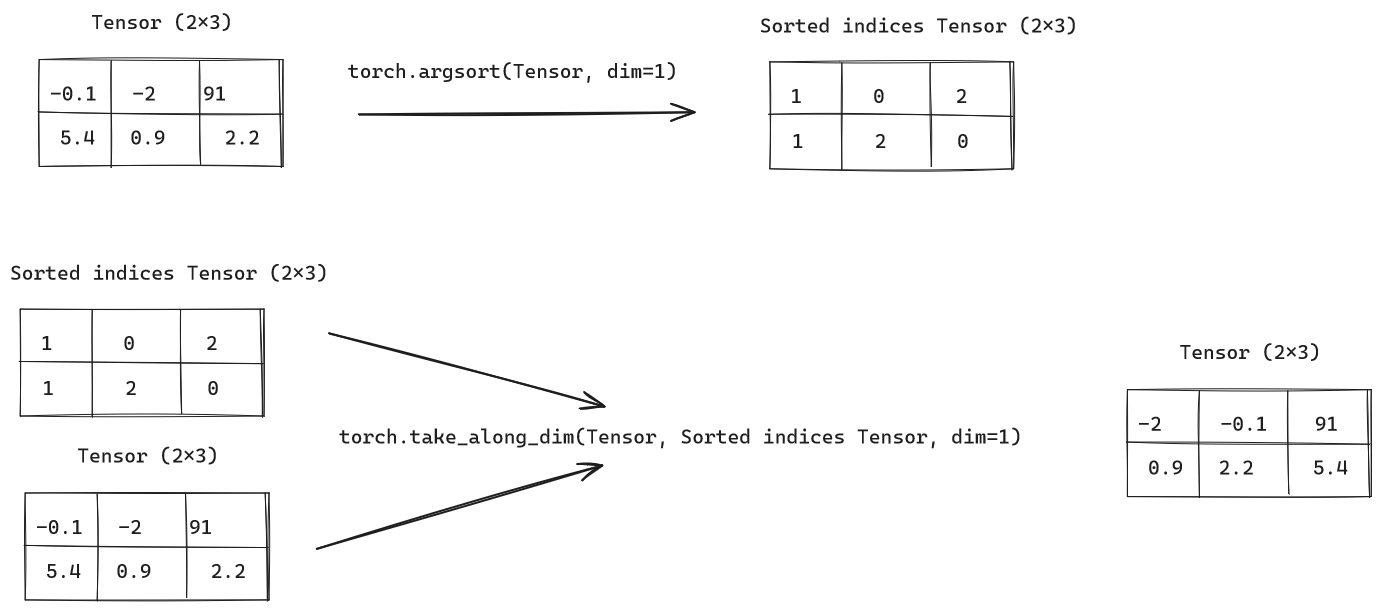 Tensor (2×3)
Sorted indices Tensor (2×3)
torch.argsort(Tensor, dim=1)
-0.1 -2 91
5.4 0.9 2.2
1 0 2
1 2 0
Sorted indices Tensor (2×3)
1 0 2
1 2 0
Tensor (2×3)
-0.1 -2 91
5.4 0.9 2.2
torch.take_along_dim(Tensor, Sorted indices Tensor, dim=1)
Tensor (2×3)
-2 -0.1 91
0.9 2.2 5.4